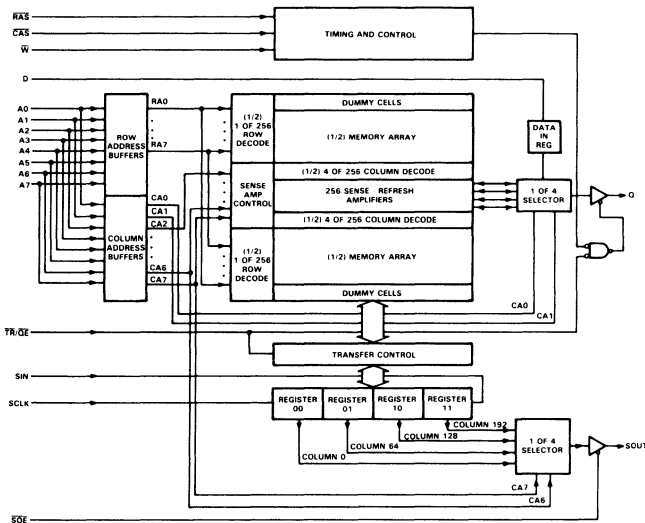 RAS
CAS
W
TIMING AND CONTROL
D
A0
A1
A2
A3
A4
A5
A6
A7
ROW
ADDRESS
BUFFERS
COLUMN
ADDRESS
BUFFERS
RA0
RA7
CA0
CA1
CA2
CA6
CA7
(1/2)
1 OF 256
ROW
DECODE
SENSE
AMP
CONTROL
(1/2)
1 OF 256
ROW
DECODE
DUMMY CELLS
(1/2) MEMORY ARRAY
(1/2) 4 OF 256 COLUMN DECODE
256 SENSE REFRESH
AMPLIFIERS
(1/2) 4 OF 256 COLUMN DECODE
(1/2) MEMORY ARRAY
DUMMY CELLS
DATA
IN
REG
1 OF 4
SELECTOR
Q
CA0
CA1
TR/QE
TRANSFER CONTROL
SIN
SCLK
REGISTER
00
REGISTER
01
REGISTER
10
REGISTER
11
COLUMN 192
COLUMN 128
COLUMN 64
COLUMN 0
1 OF 4
SELECTOR
SOUT
CA7
CA6
SOE